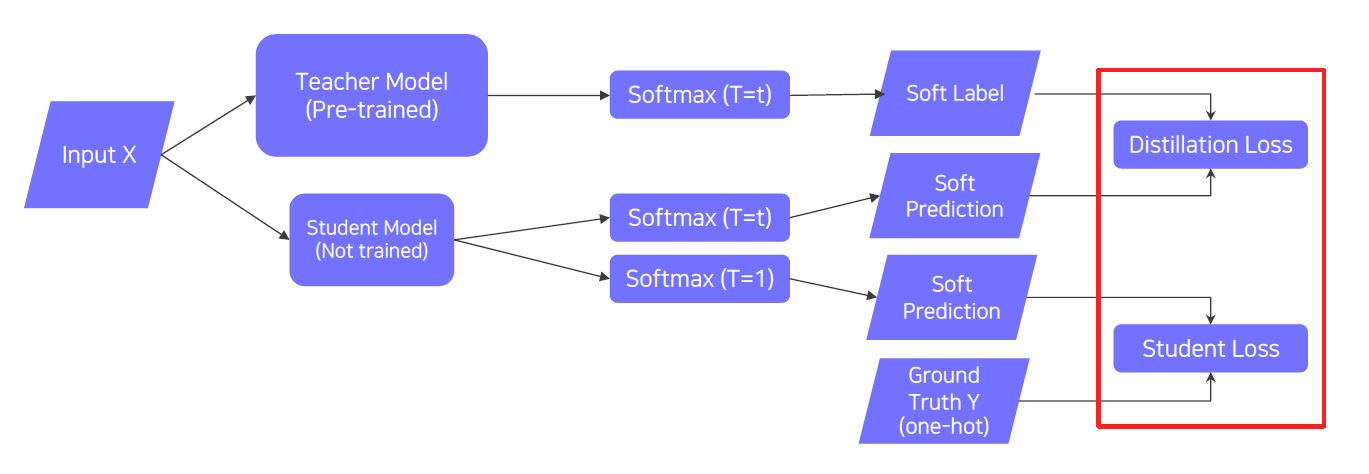 Input X
Teacher Model
(Pre-trained)
Student Model
(Not trained)
Softmax (T=t)
Softmax (T=t)
Softmax (T=1)
Soft Label
Soft
Prediction
Soft
Prediction
Ground
Truth Y
(one-hot)
Distillation Loss
Student Loss